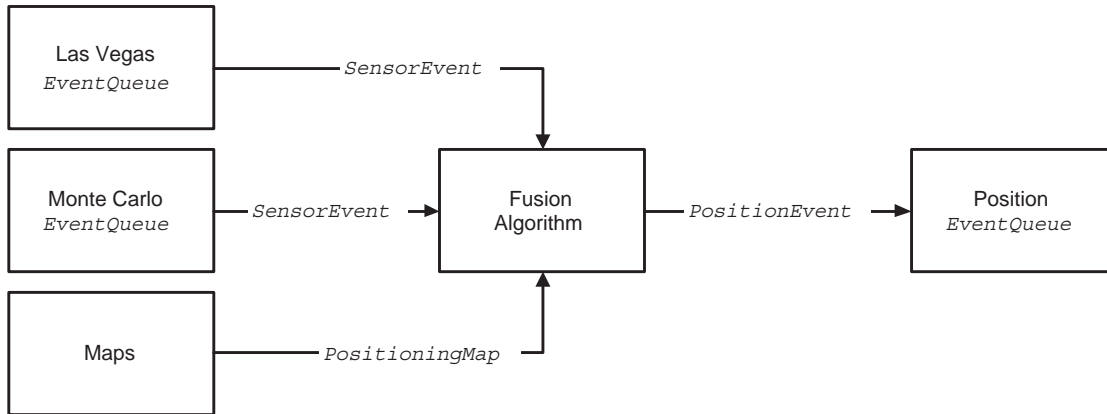 Las Vegas
EventQueue
SensorEvent
Monte Carlo
EventQueue
SensorEvent
Fusion
Algorithm
PositionEvent
Position
EventQueue
Maps
PositioningMap